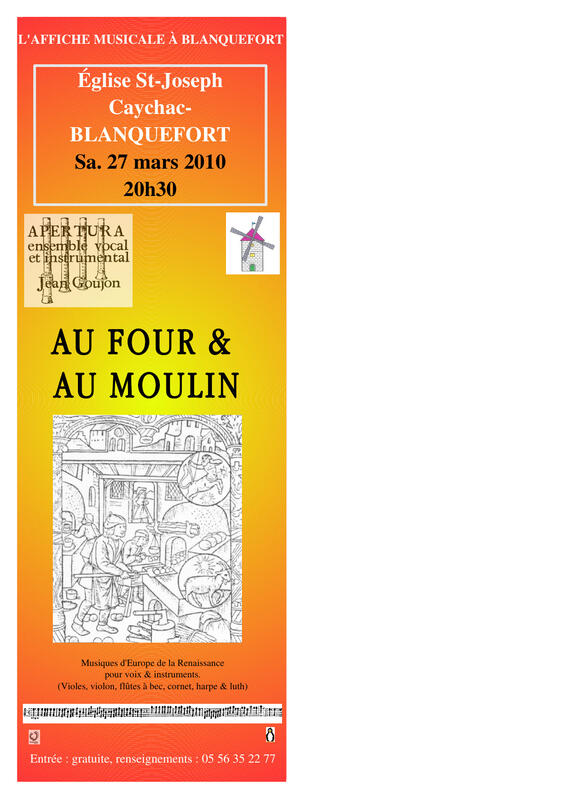 L'AFFICHE MUSICALE À BLANQUEFORT
Église St-Joseph
Caychac-
BLANQUEFORT
Sa. 27 mars 2010
20h30
APERTURA
ensemble vocal
et instrumental
Jean Goujon
AU FOUR &
AU MOULIN
Musiques d'Europe de la Renaissance
pour voix & instruments.
(Violes, violon, flûtes à bec, cornet, harpe & luth)
Entrée : gratuite, renseignements : 05 56 35 22 77